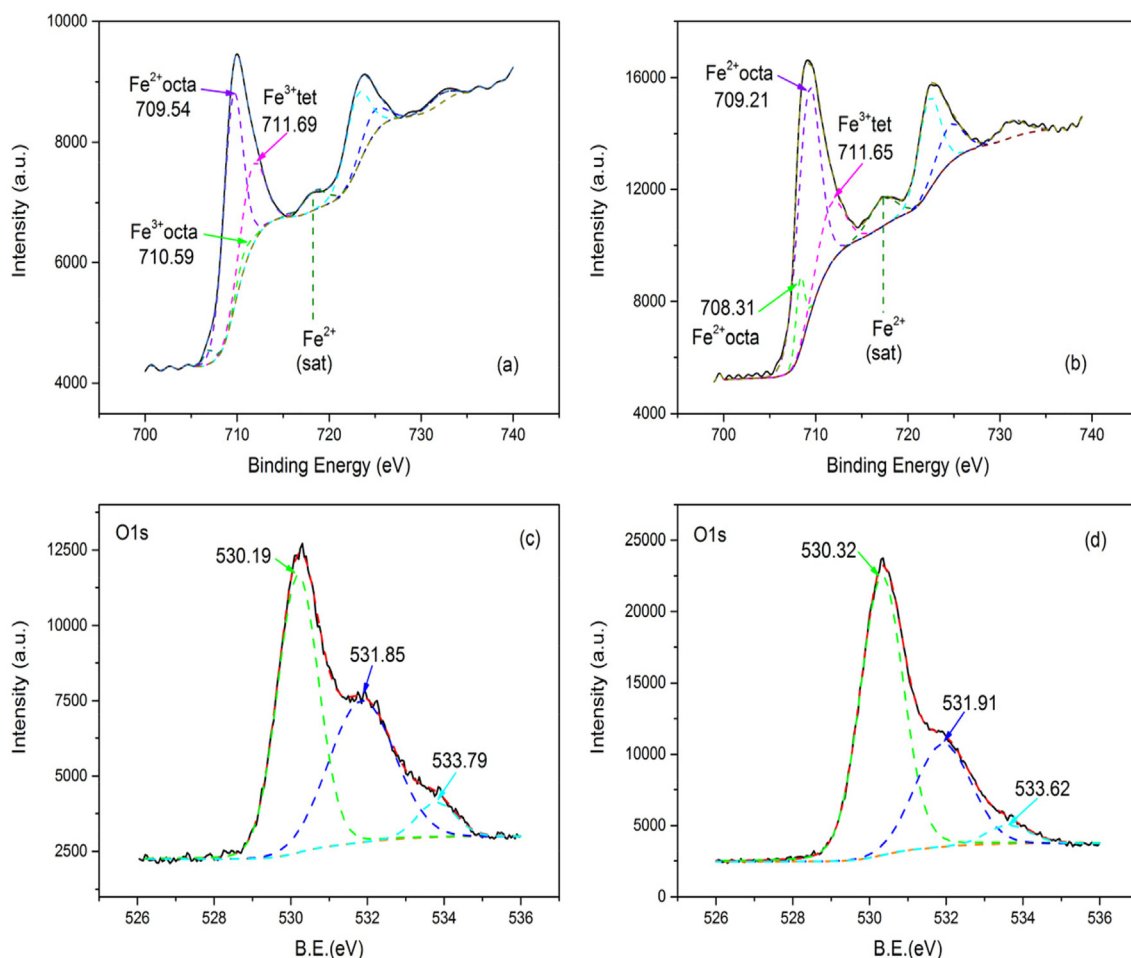 10000
8000
6000
4000
Intensity (a.u.)
Fe²⁺octa
709.54
Fe³⁺tet
711.69
Fe³⁺octa
710.59
Fe²⁺
(sat)
(a)
700
710
720
730
740
Binding Energy (eV)
16000
12000
8000
4000
Intensity (a.u.)
Fe²⁺octa
709.21
Fe³⁺tet
711.65
708.31
Fe²⁺octa
Fe²⁺
(sat)
(b)
700
710
720
730
740
Binding Energy (eV)
12500
10000
7500
5000
2500
Intensity (a.u.)
O1s
(c)
530.19
531.85
533.79
526
528
530
532
534
536
B.E.(eV)
25000
20000
15000
10000
5000
0
Intensity (a.u.)
O1s
(d)
530.32
531.91
533.62
526
528
530
532
534
536
B.E.(eV)